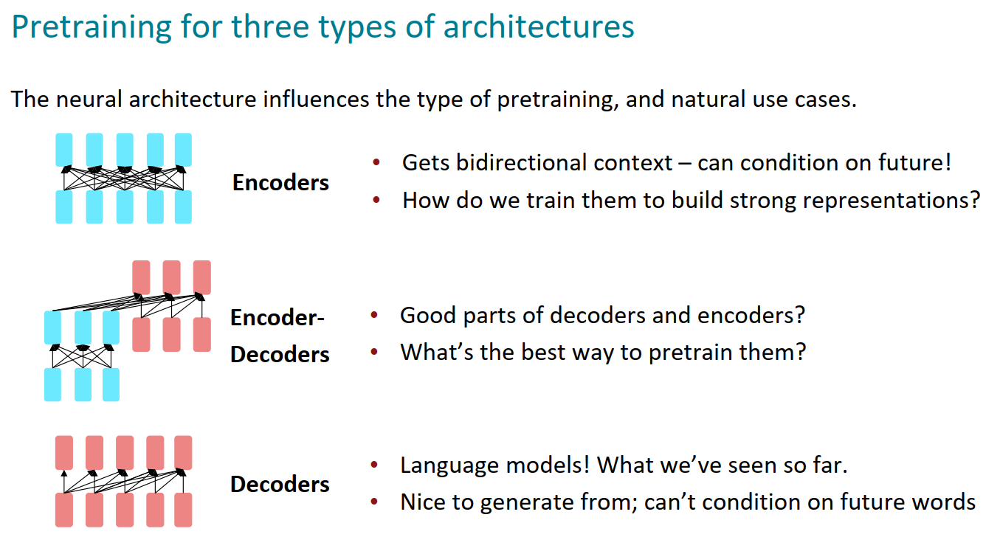 Pretraining for three types of architectures
The neural architecture influences the type of pretraining, and natural use cases.
Encoders
• Gets bidirectional context – can condition on future!
• How do we train them to build strong representations?
Encoder-
Decoders
• Good parts of decoders and encoders?
• What’s the best way to pretrain them?
Decoders
• Language models! What we’ve seen so far.
• Nice to generate from; can’t condition on future words